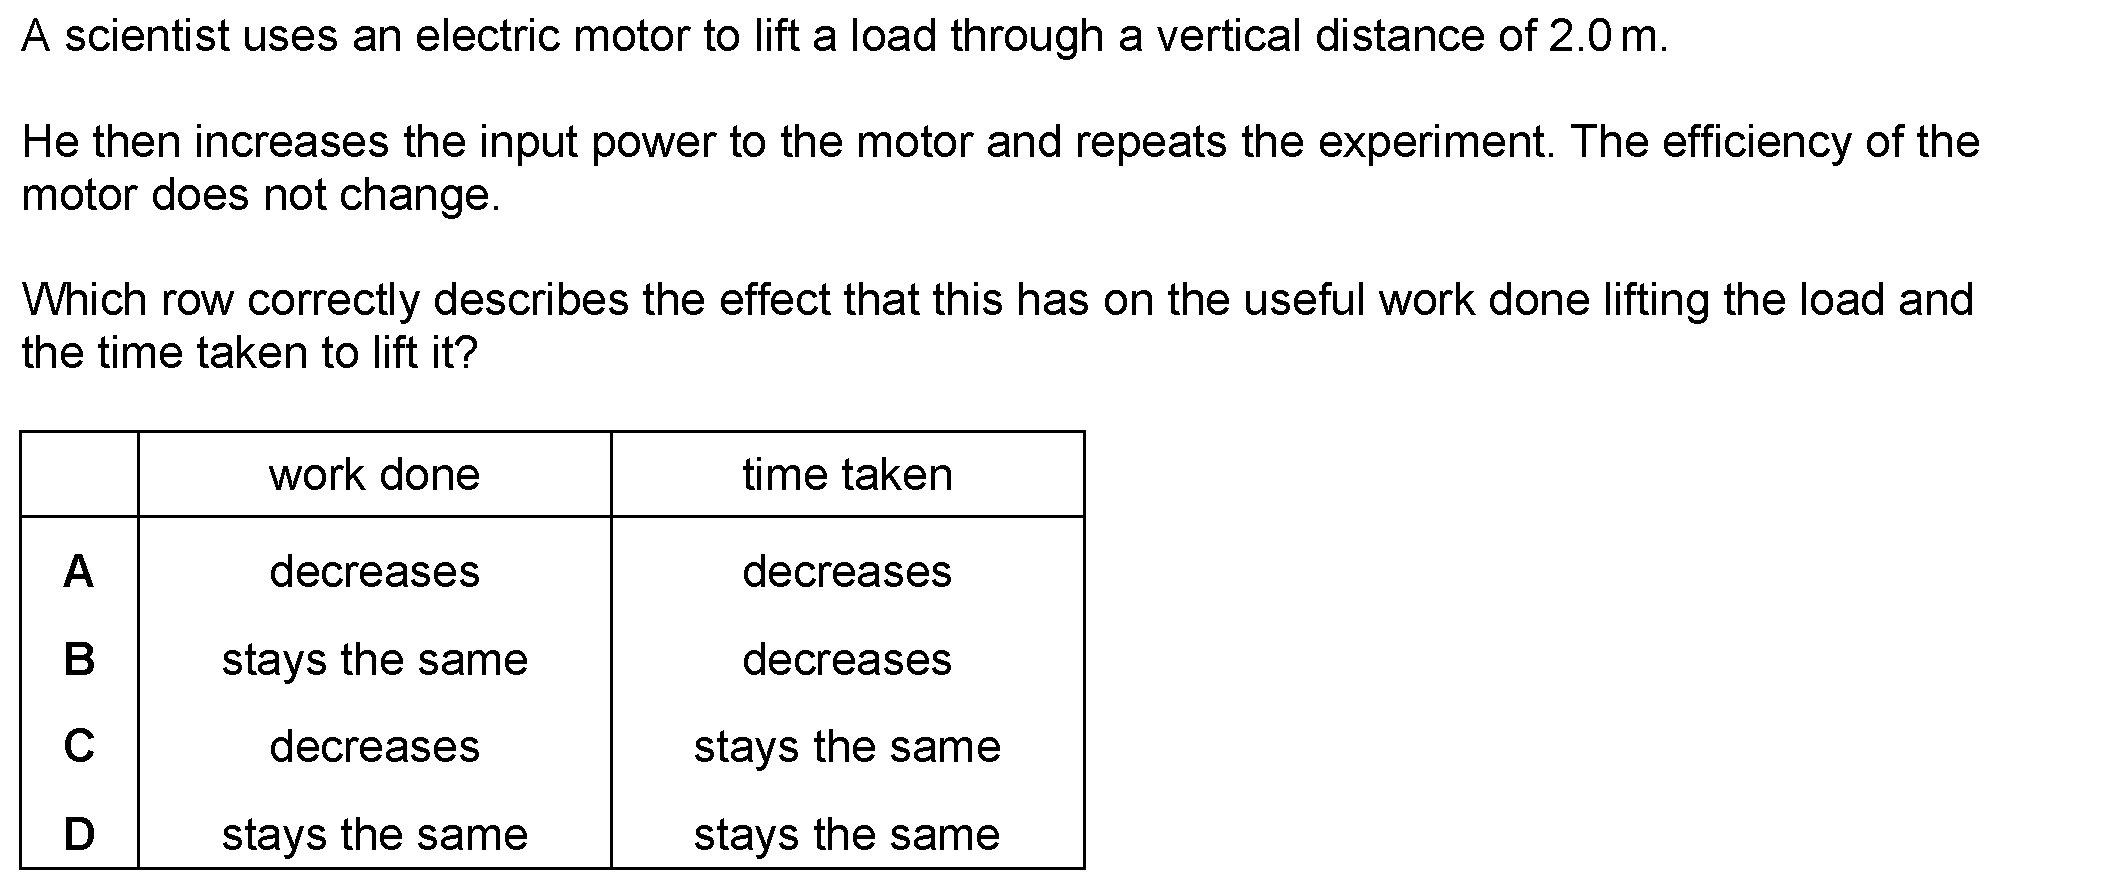 A scientist uses an electric motor to lift a load through a vertical distance of 2.0 m.
He then increases the input power to the motor and repeats the experiment. The efficiency of the
motor does not change.
Which row correctly describes the effect that this has on the useful work done lifting the load and
the time taken to lift it?
work done time taken
A decreases decreases
B stays the same decreases
C decreases stays the same
D stays the same stays the same